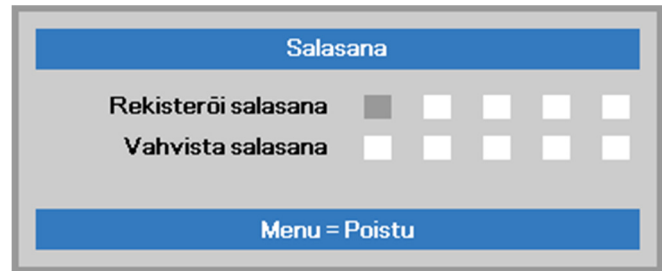 Salasana
Rekisteröi salasana
Vahvista salasana
Menu = Poistu